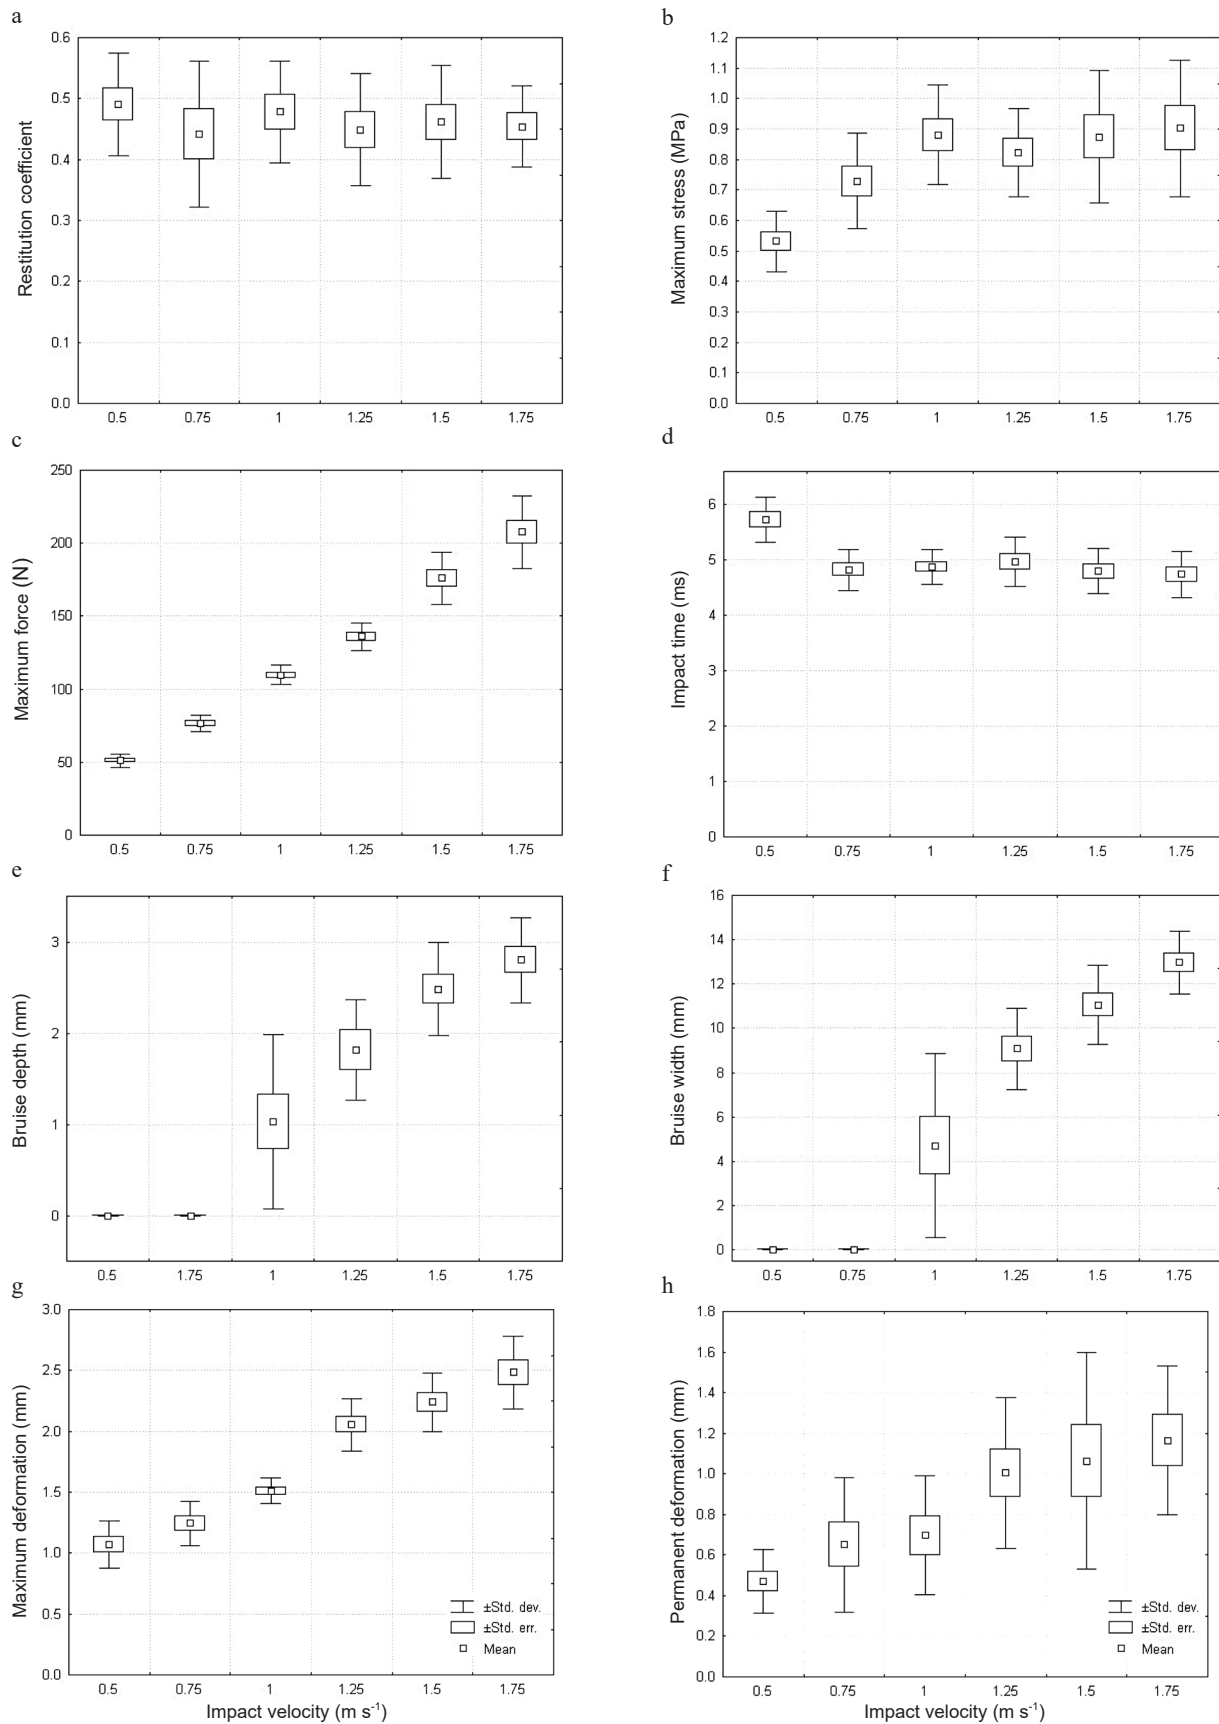 a
0.6
0.5
0.4
0.3
0.2
0.1
0.0
Restitution coefficient
0.5 0.75 1 1.25 1.5 1.75
b
1.2
1.1
1.0
0.9
0.8
0.7
0.6
0.5
0.4
0.3
0.2
0.1
0.0
Maximum stress (MPa)
0.5 0.75 1 1.25 1.5 1.75
c
250
200
150
100
50
0
Maximum force (N)
0.5 0.75 1 1.25 1.5 1.75
d
6
5
4
3
2
1
0
Impact time (ms)
0.5 0.75 1 1.25 1.5 1.75
e
3
2
1
0
Bruise depth (mm)
0.5 1.75 1 1.25 1.5 1.75
f
16
14
12
10
8
6
4
2
0
Bruise width (mm)
0.5 0.75 1 1.25 1.5 1.75
g
3.0
2.5
2.0
1.5
1.0
0.5
0.0
Maximum deformation (mm)
±Std. dev.
±Std. err.
Mean
0.5 0.75 1 1.25 1.5 1.75
Impact velocity (m s⁻¹)
h
1.8
1.6
1.4
1.2
1.0
0.8
0.6
0.4
0.2
0.0
Permanent deformation (mm)
±Std. dev.
±Std. err.
Mean
0.5 0.75 1 1.25 1.5 1.75
Impact velocity (m s⁻¹)